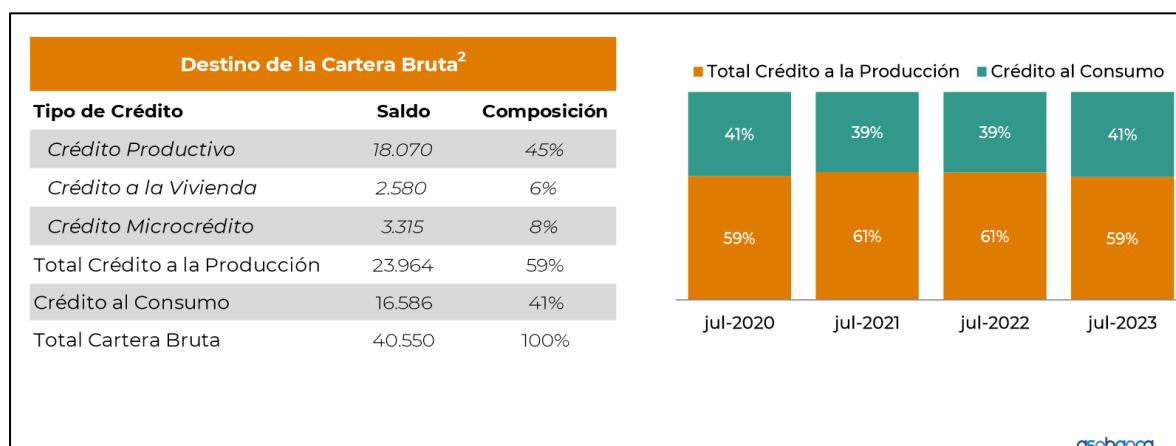 Destino de la Cartera Bruta2
Tipo de Crédito Saldo Composición
Crédito Productivo 18.070 45%
Crédito a la Vivienda 2.580 6%
Crédito Microcrédito 3.315 8%
Total Crédito a la Producción 23.964 59%
Crédito al Consumo 16.586 41%
Total Cartera Bruta 40.550 100%
Total Crédito a la Producción Crédito al Consumo
41% 39% 39% 41%
59% 61% 61% 59%
jul-2020 jul-2021 jul-2022 jul-2023